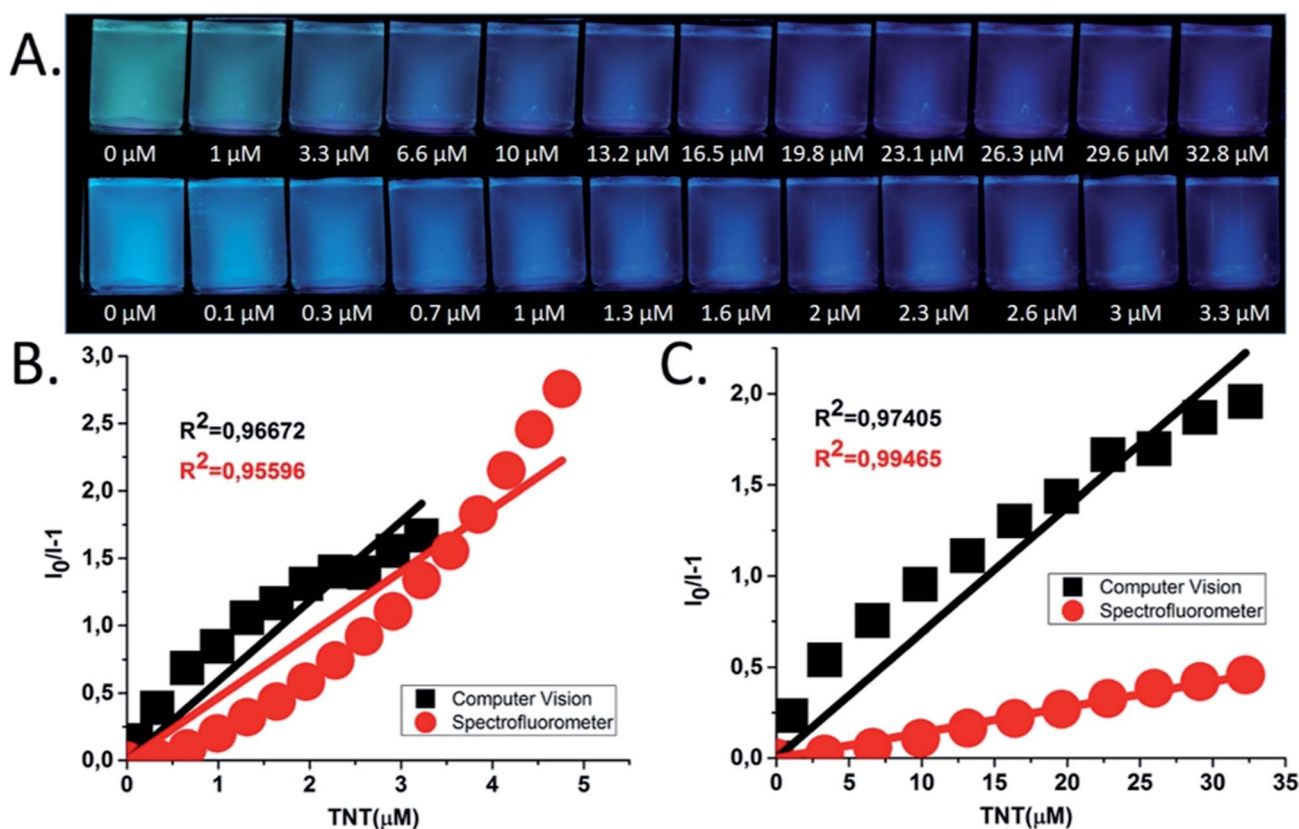 A.
0 μM 1 μM 3.3 μM 6.6 μM 10 μM 13.2 μM 16.5 μM 19.8 μM 23.1 μM 26.3 μM 29.6 μM 32.8 μM
0 μM 0.1 μM 0.3 μM 0.7 μM 1 μM 1.3 μM 1.6 μM 2 μM 2.3 μM 2.6 μM 3 μM 3.3 μM
B.
3,0
2,5
2,0
1,5
1,0
0,5
0,0
I₀/I-1
R²=0,96672
R²=0,95596
Computer Vision
Spectrofluorometer
0 1 2 3 4 5
TNT(μM)
C.
2,0
1,5
1,0
0,5
0,0
I₀/I-1
R²=0,97405
R²=0,99465
Computer Vision
Spectrofluorometer
0 5 10 15 20 25 30 35
TNT(μM)